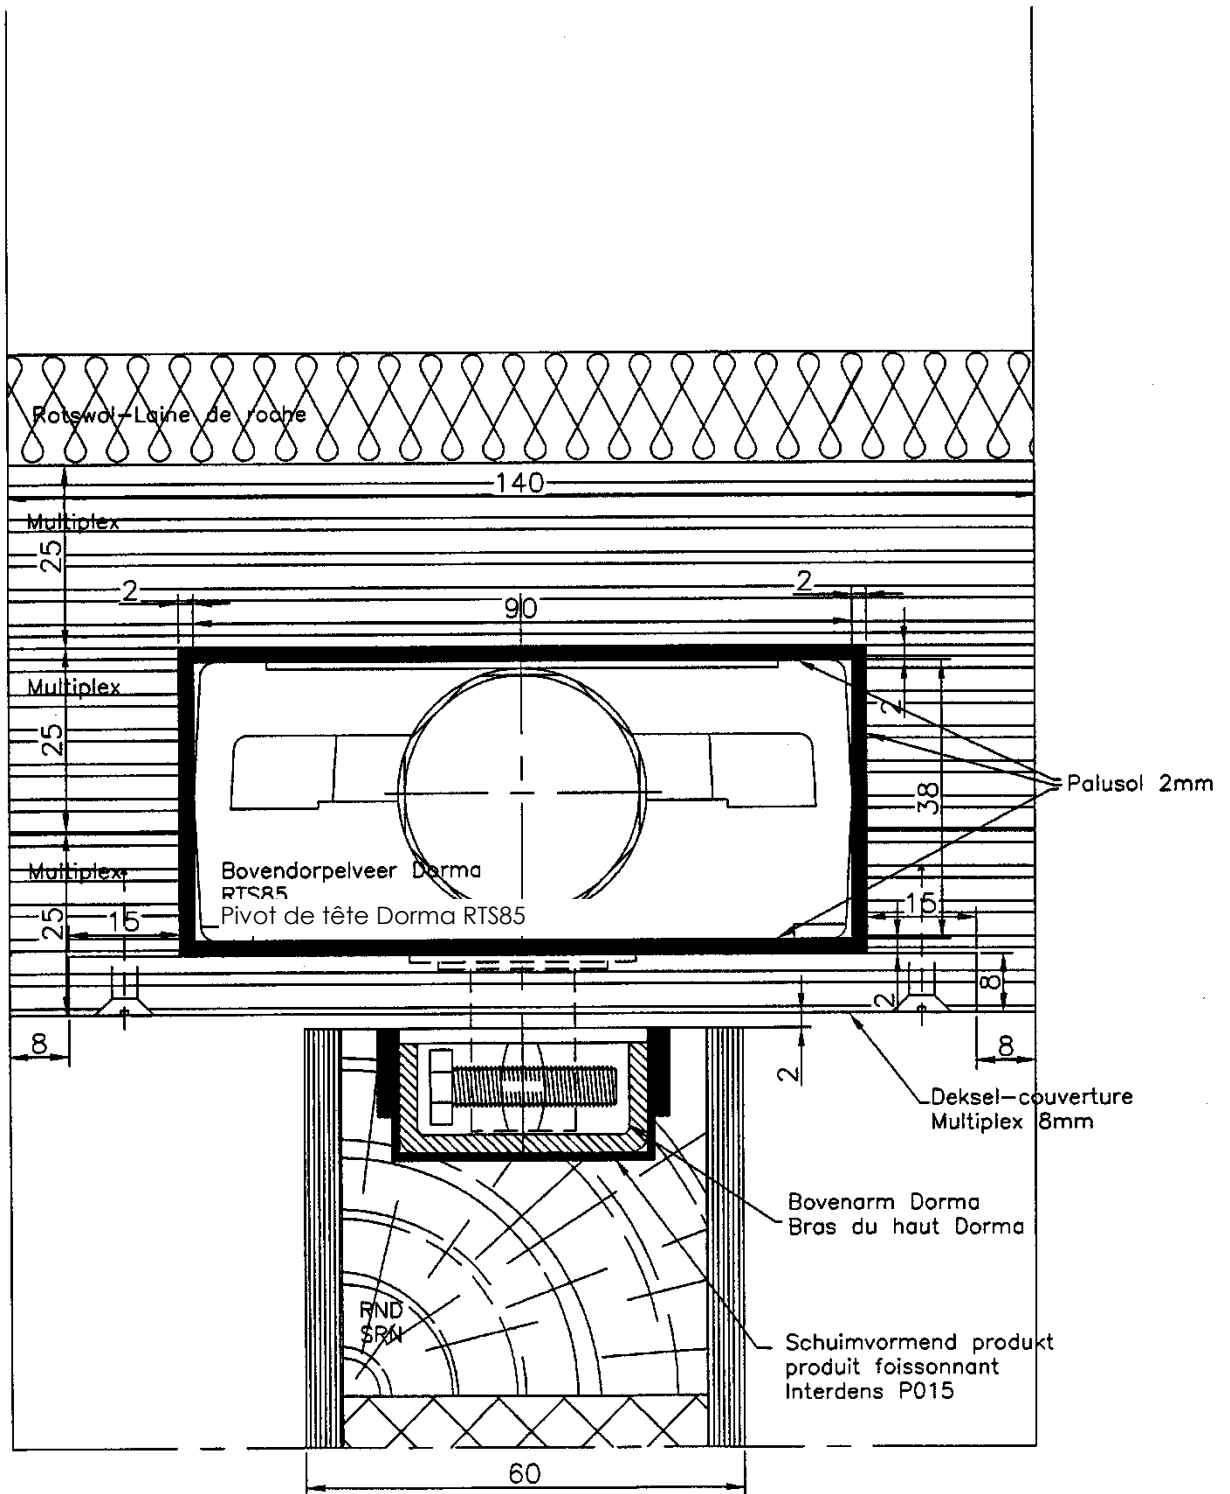 Rotswol-Laine de roche
140
Multiplex
25
2
2
90
Multiplex
2
25
Palusol 2mm
38
Bovendorpelveer Dorma
RTS85
Pivot de tête Dorma RTS85
Multiplex
25
15
15
8
2
8
8
2
Deksel-couverture
Multiplex 8mm
Bovenarm Dorma
Bras du haut Dorma
RND
SRN
Schuimvormend produkt
produit foissonnant
Interdens P015
60